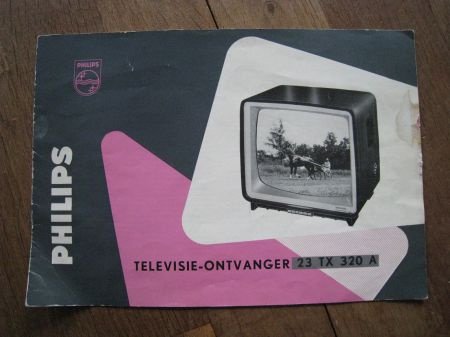 PHILIPS
PHILIPS
TELEVISIE-ONTVANGER 23 TX 320 A